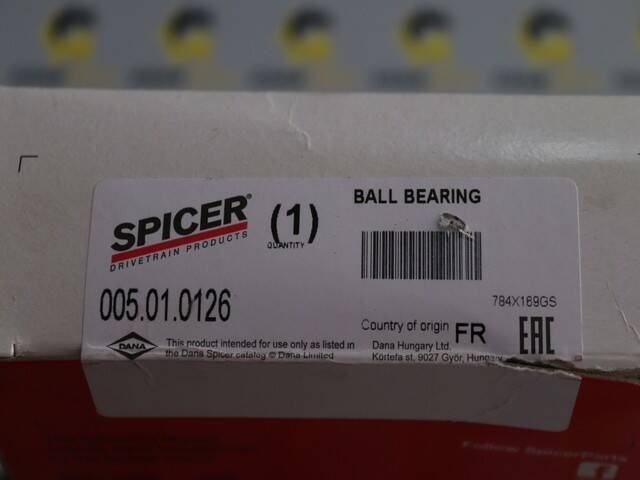 SPICER®
DRIVETRAIN PRODUCTS
(1)
QUANTITY
BALL BEARING
784X169GS
005.01.0126
Country of origin FR
EAC
DANA
This product intended for use only as listed in
the Dana Spicer catalog © Dana Limited
Dana Hungary Ltd.
Körtefa st, 9027 Győr, Hungary
Follow SpicerParts